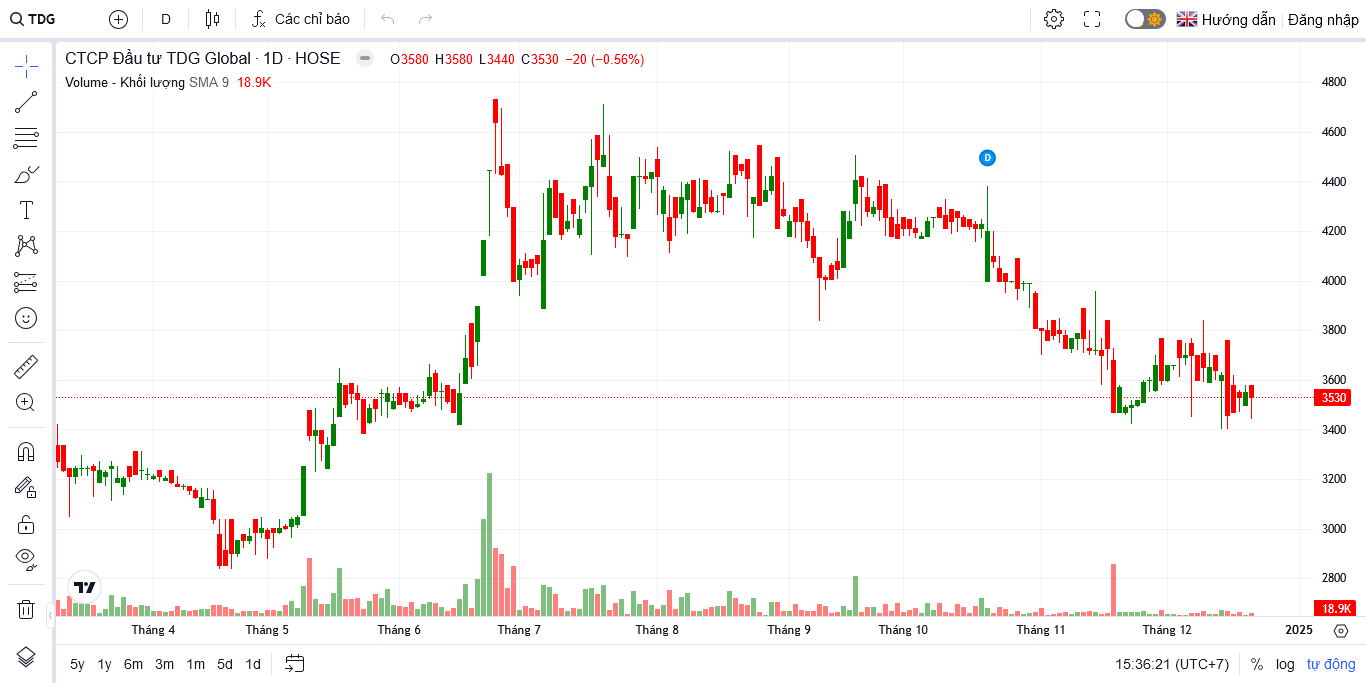 TDG D Các chỉ báo Hướng dẫn Đăng nhập
CTCP Đầu tư TDG Global · 1D · HOSE O3580 H3580 L3440 C3530 −20 (−0.56%)
Volume - Khối lượng SMA 9 18.9K
4800
4600
D
4400
4200
4000
3800
3600
3530
3400
3200
3000
2800
18.9K
Tháng 4 Tháng 5 Tháng 6 Tháng 7 Tháng 8 Tháng 9 Tháng 10 Tháng 11 Tháng 12 2025
5y 1y 6m 3m 1m 5d 1d 15:36:21 (UTC+7) % log tự động